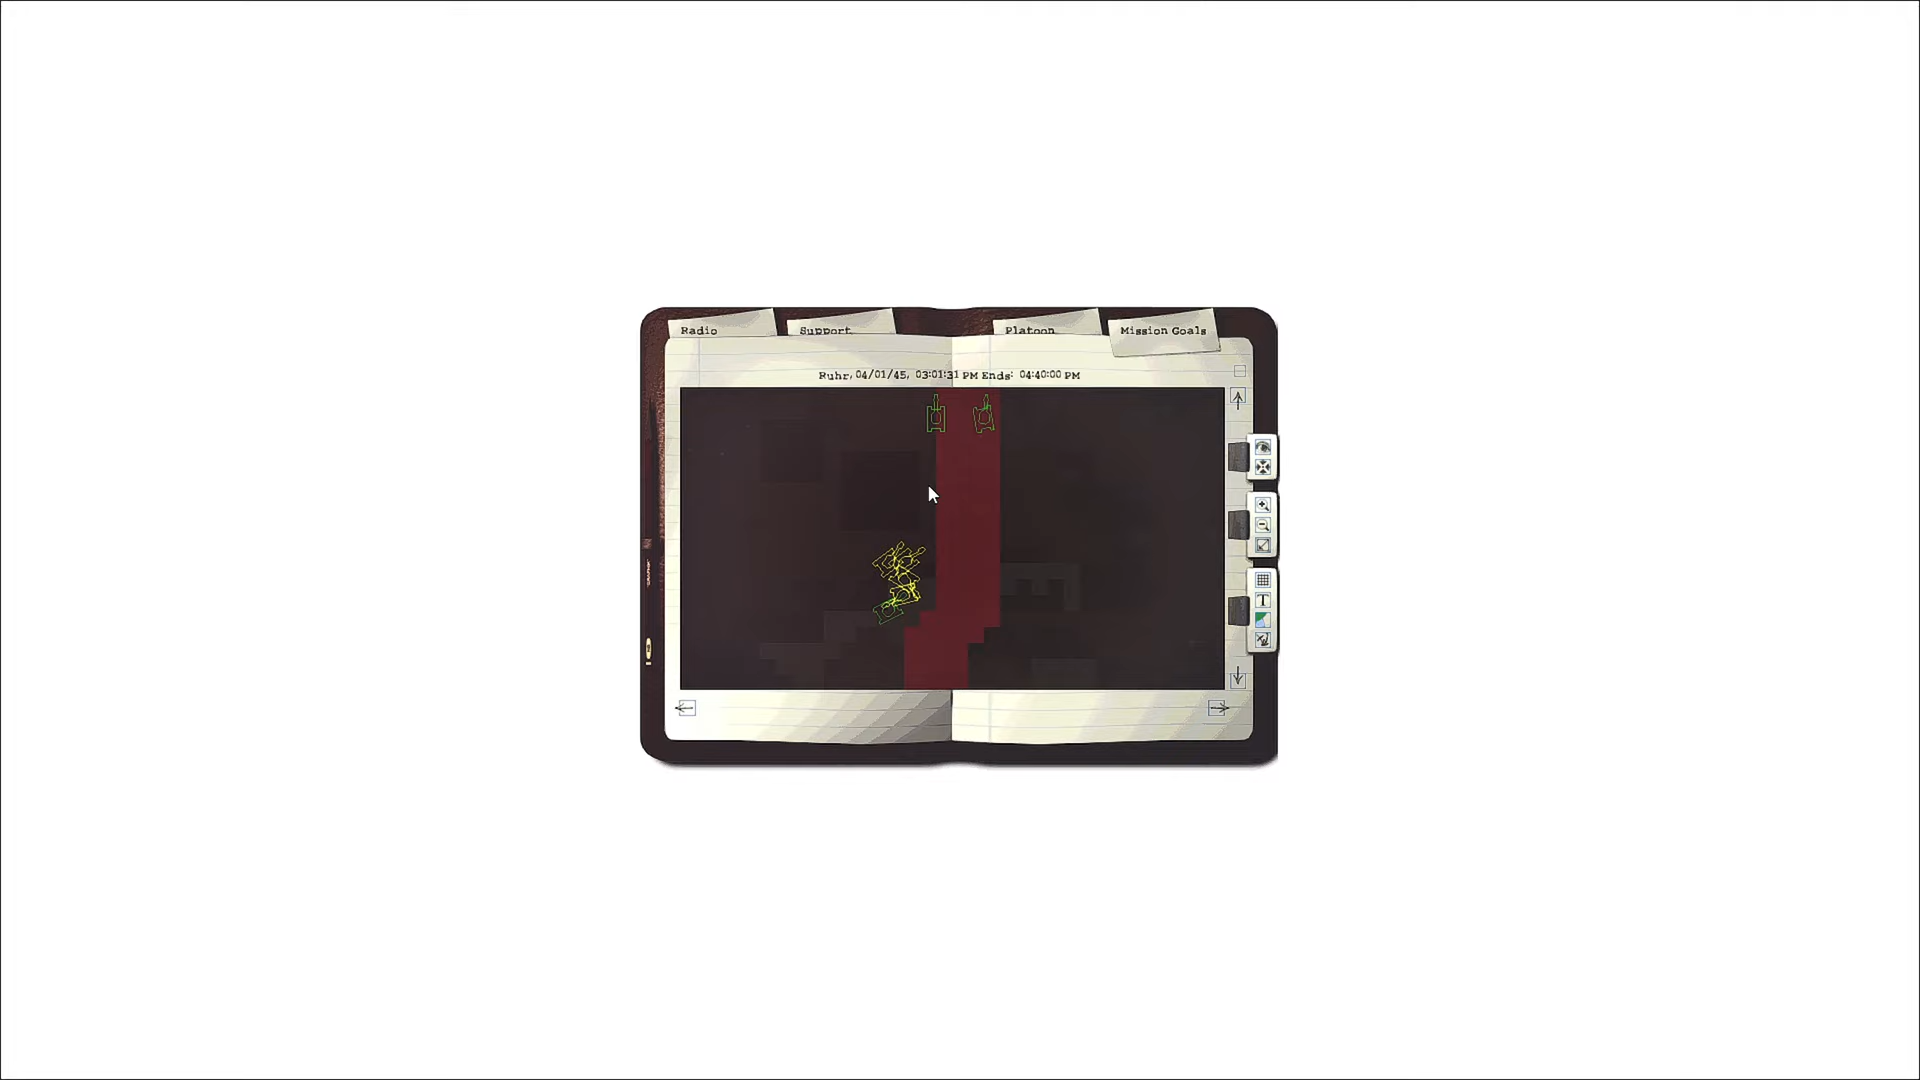 Radio
Support
Platoon
Mission Goals
Ruhr, 04/01/45, 03:01:31 PM Ends: 04:40:00 PM
T